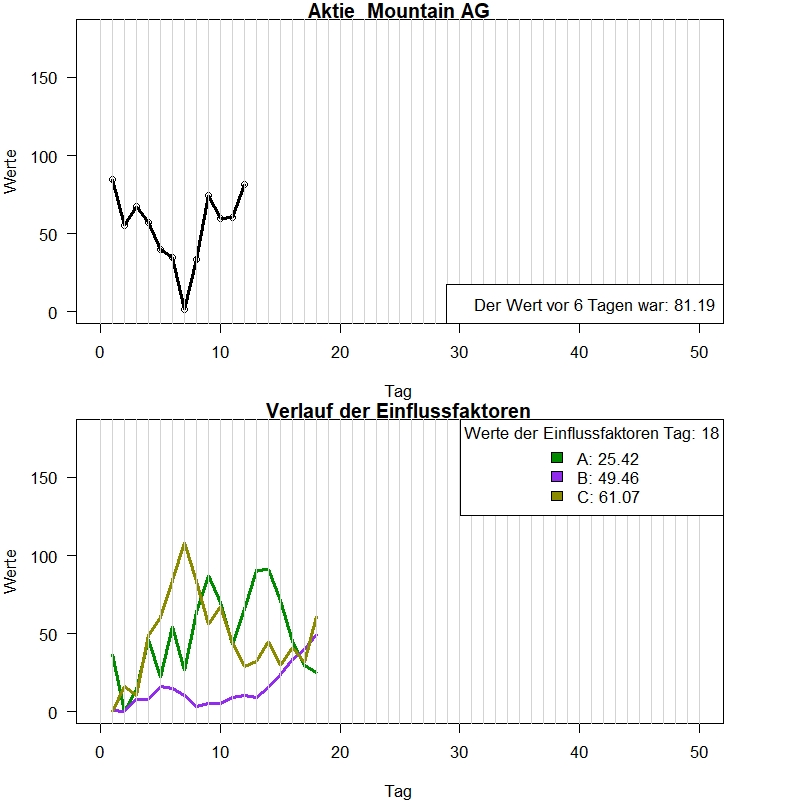 Aktie  Mountain AG
Werte
150
100
50
0
Der Wert vor 6 Tagen war: 81.19
0 10 20 30 40 50
Tag
Verlauf der Einflussfaktoren
Werte
150
100
50
0
Werte der Einflussfaktoren Tag: 18
A: 25.42
B: 49.46
C: 61.07
0 10 20 30 40 50
Tag